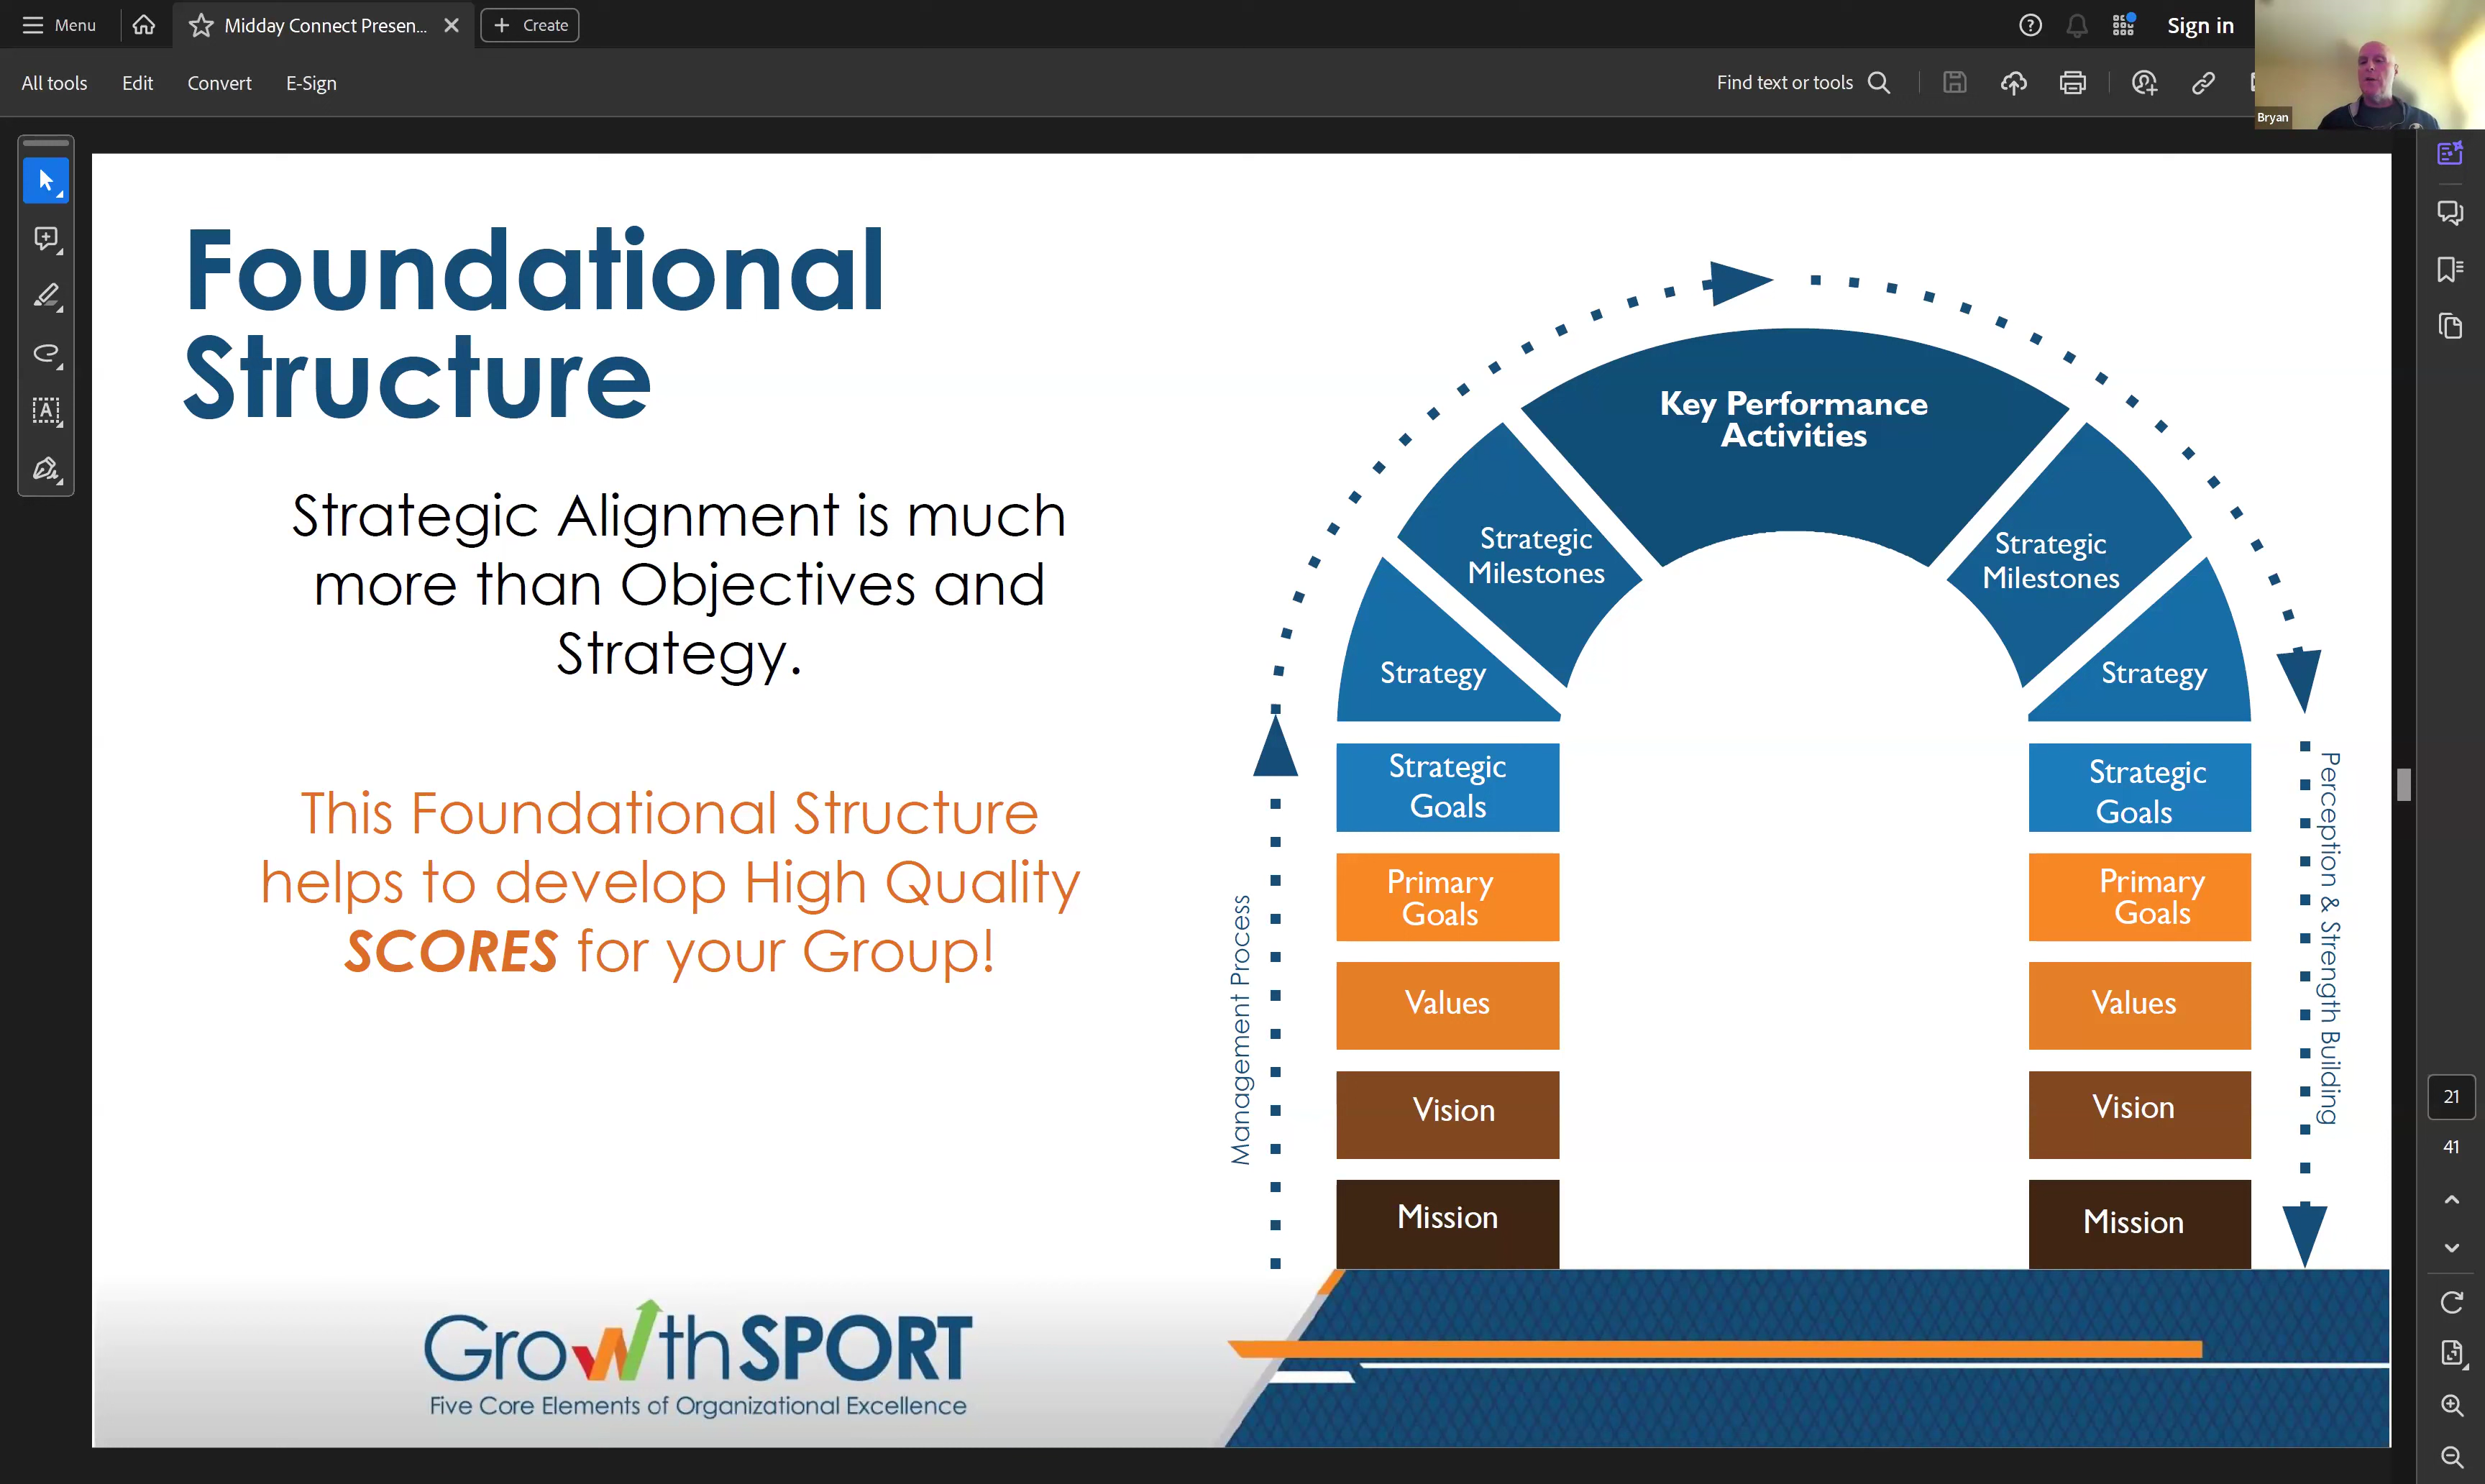 Menu
Midday Connect Presen...
Create
Sign in
All tools
Edit
Convert
E-Sign
Find text or tools
Bryan
Foundational
Structure
Strategic Alignment is much
more than Objectives and
Strategy.
This Foundational Structure
helps to develop High Quality
SCORES for your Group!
Key Performance
Activities
Strategic
Milestones
Strategic
Milestones
Strategy
Strategy
Strategic
Goals
Strategic
Goals
Primary
Goals
Primary
Goals
Values
Values
Vision
Vision
Mission
Mission
Management Process
Perception & Strength Building
GrowthSPORT
Five Core Elements of Organizational Excellence
21
41